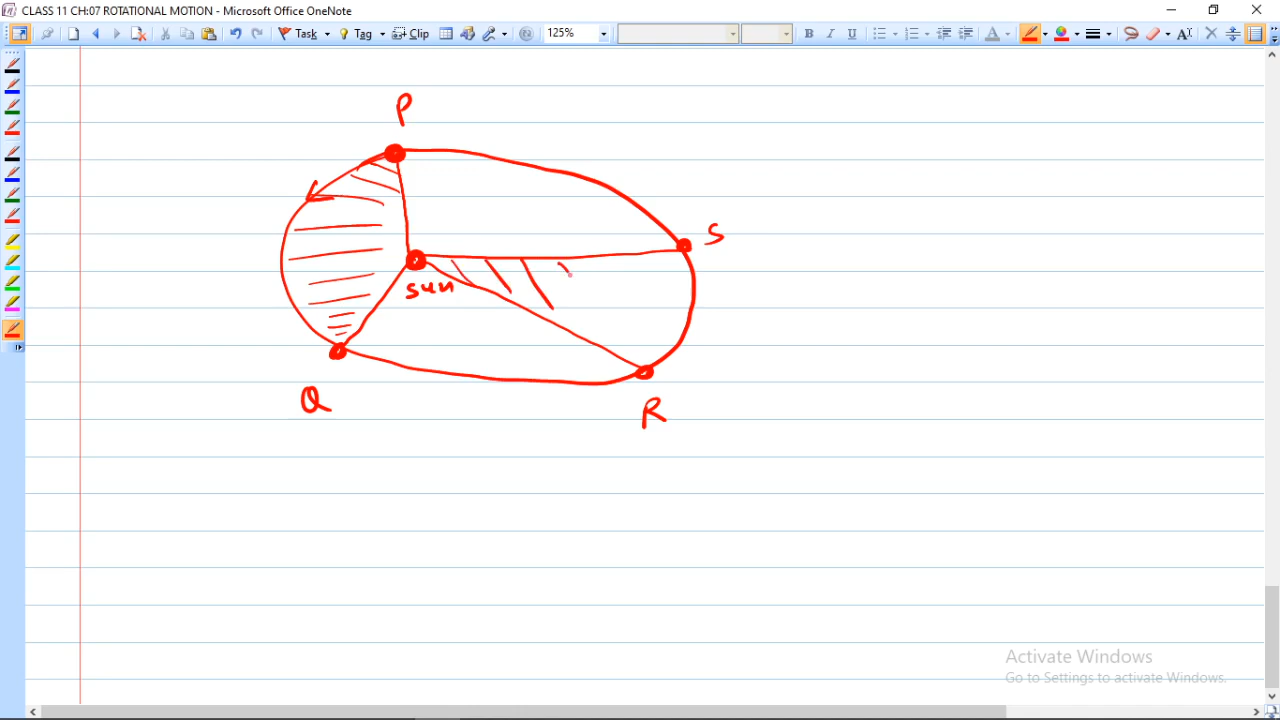 CLASS 11 CH:07 ROTATIONAL MOTION - Microsoft Office OneNote
Task Tag Clip 125% B I U A A
P
S
sun
Q
R
Activate Windows
Go to Settings to activate Windows.